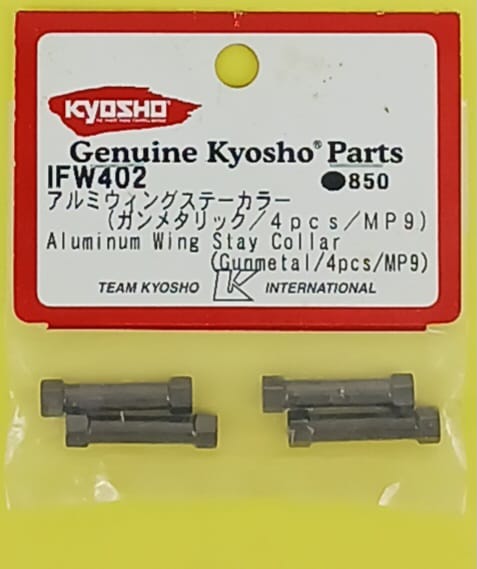 KYOSHO
Genuine Kyosho® Parts
IFW402 ●850
アルミウィングステーカラー
(ガンメタリック/4pcs/MP9)
Aluminum Wing Stay Collar
(Gunmetal/4pcs/MP9)
TEAM KYOSHO K INTERNATIONAL